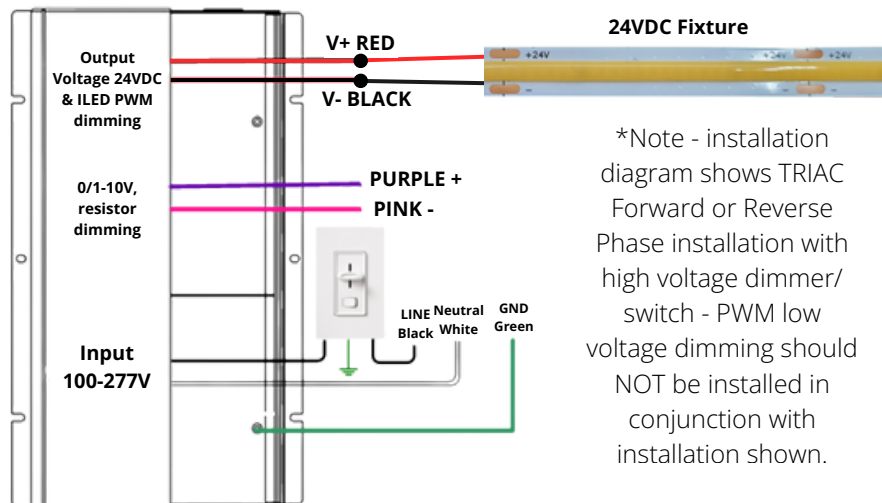 24VDC Fixture
Output
Voltage 24VDC
& ILED PWM
dimming
V+ RED
V- BLACK
+24V
+24V
-
-
*Note - installation
diagram shows TRIAC
Forward or Reverse
Phase installation with
high voltage dimmer/
switch - PWM low
voltage dimming should
NOT be installed in
conjunction with
installation shown.
0/1-10V,
resistor
dimming
PURPLE +
PINK -
LINE
Black
Neutral
White
GND
Green
Input
100-277V